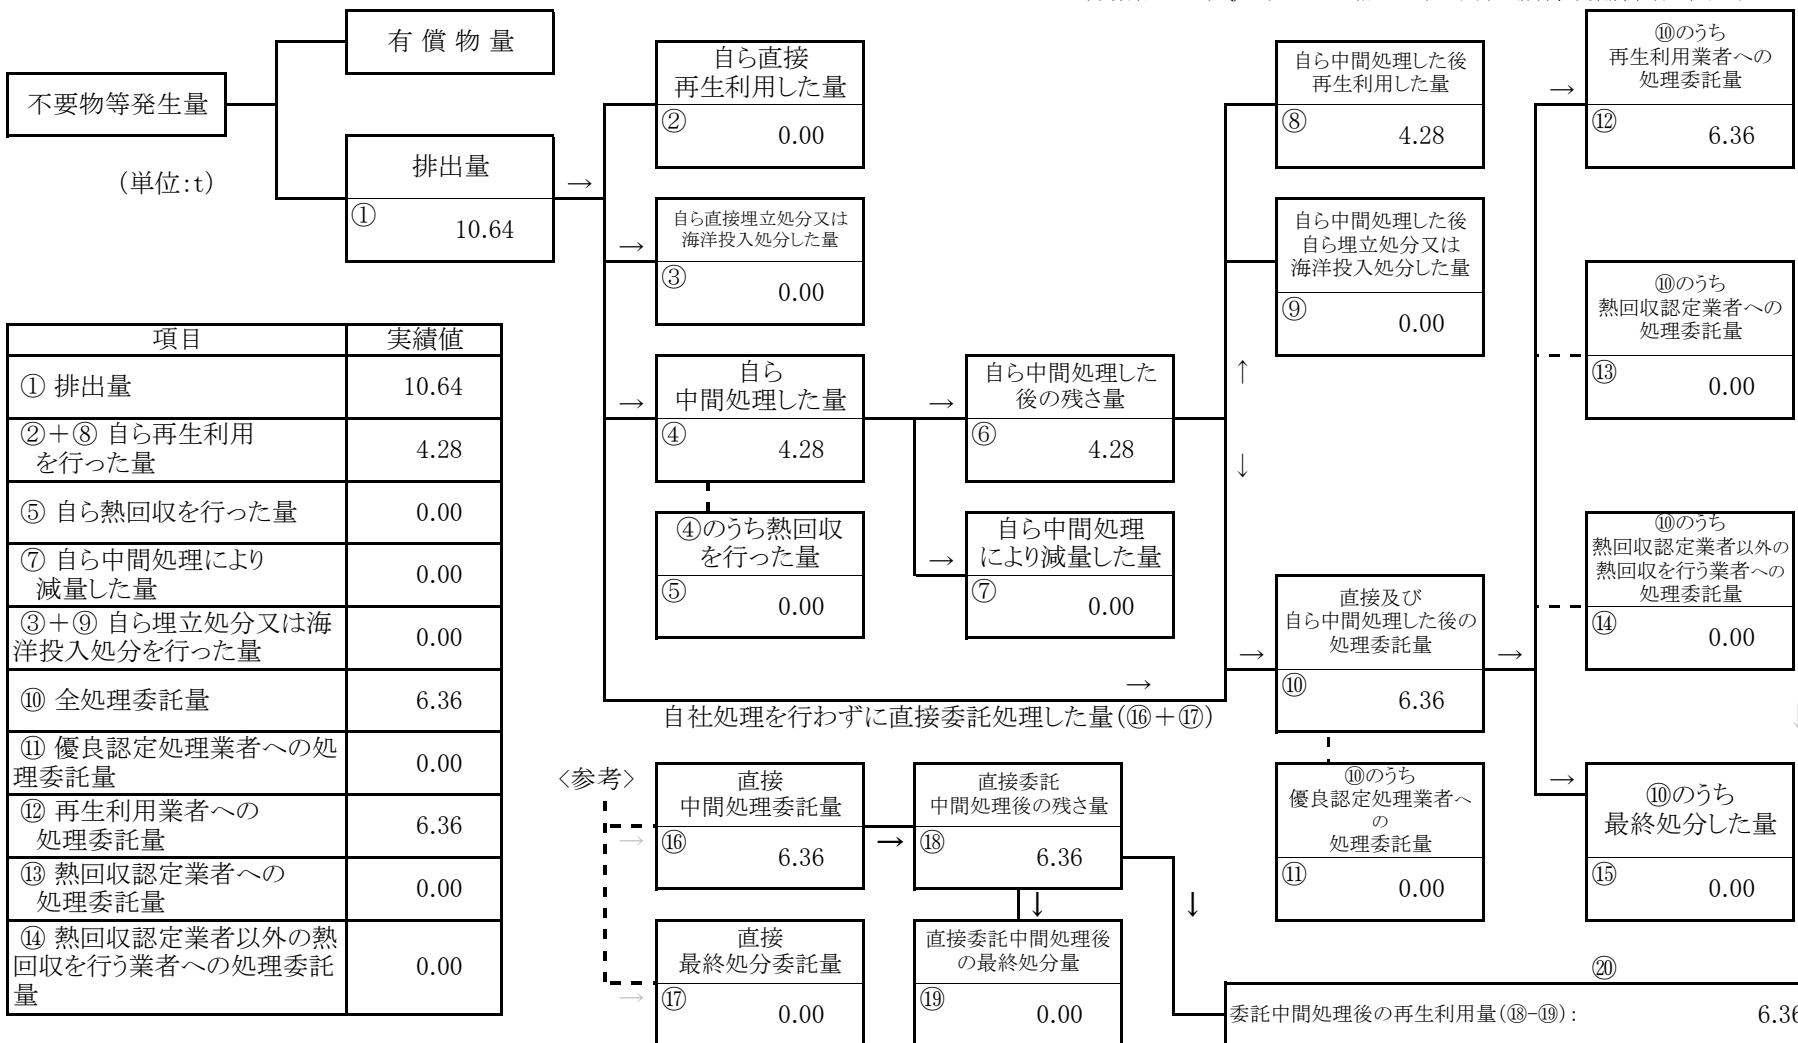 有 償 物 量
不要物等発生量
(単位:t)
排出量
①
10.64
→
自ら直接
再生利用した量
②
0.00
→
自ら直接埋立処分又は
海洋投入処分した量
③
0.00
→
自ら
中間処理した量
④
4.28
④のうち熱回収
を行った量
⑤
0.00
→
自ら中間処理した
後の残さ量
⑥
4.28
→
自ら中間処理
により減量した量
⑦
0.00
自ら中間処理した後
再生利用した量
⑧
4.28
自ら中間処理した後
自ら埋立処分又は
海洋投入処分した量
⑨
0.00
↑
↓
→
自社処理を行わずに直接委託処理した量(⑯+⑰)
→
直接及び
自ら中間処理した後の
処理委託量
⑩
6.36
→
⑩のうち
優良認定処理業者へ
の
処理委託量
⑪
0.00
→
⑩のうち
再生利用業者への
処理委託量
⑫
6.36
⑩のうち
熱回収認定業者への
処理委託量
⑬
0.00
⑩のうち
熱回収認定業者以外の
熱回収を行う業者への
処理委託量
⑭
0.00
→
⑩のうち
最終処分した量
⑮
0.00
項目 実績値
① 排出量 10.64
②+⑧ 自ら再生利用
を行った量 4.28
⑤ 自ら熱回収を行った量 0.00
⑦ 自ら中間処理により
減量した量 0.00
③+⑨ 自ら埋立処分又は海
洋投入処分を行った量 0.00
⑩ 全処理委託量 6.36
⑪ 優良認定処理業者への処
理委託量 0.00
⑫ 再生利用業者への
処理委託量 6.36
⑬ 熱回収認定業者への
処理委託量 0.00
⑭ 熱回収認定業者以外の熱
回収を行う業者への処理委託
量 0.00
<参考>
→
直接
中間処理委託量
⑯
6.36
→
直接委託
中間処理後の残さ量
⑱
6.36
↓
↓
→
直接
最終処分委託量
⑰
0.00
直接委託中間処理後
の最終処分量
⑲
0.00
⑳
委託中間処理後の再生利用量(⑱-⑲): 6.36